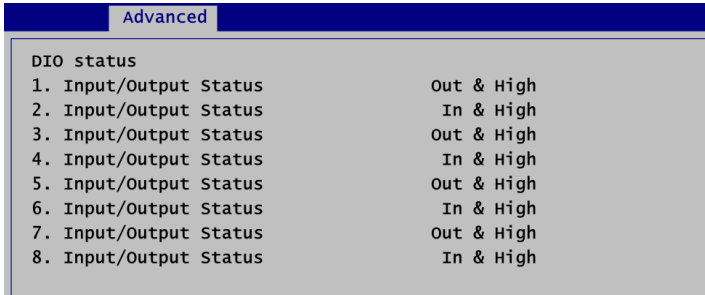 Advanced
DIO status
1. Input/Output Status Out & High
2. Input/Output Status In & High
3. Input/Output Status Out & High
4. Input/Output Status In & High
5. Input/Output Status Out & High
6. Input/Output Status In & High
7. Input/Output Status Out & High
8. Input/Output Status In & High